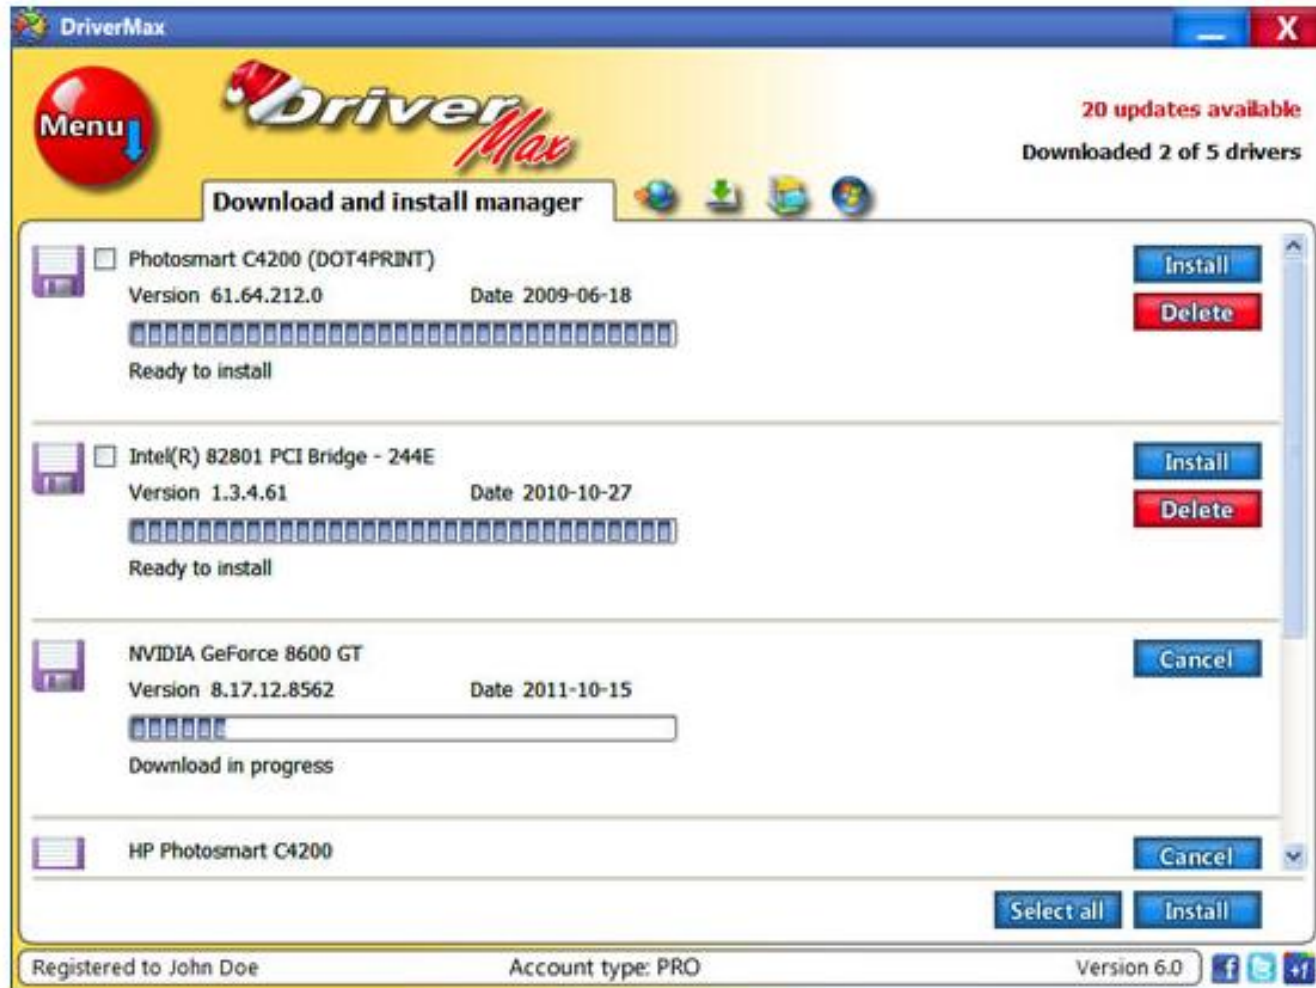 DriverMax
X
Menu
Driver
Max
20 updates available
Downloaded 2 of 5 drivers
Download and install manager
Photosmart C4200 (DOT4PRINT)
Install
Version 61.64.212.0 Date 2009-06-18
Delete
Ready to install
Intel(R) 82801 PCI Bridge - 244E
Install
Version 1.3.4.61 Date 2010-10-27
Delete
Ready to install
NVIDIA GeForce 8600 GT
Cancel
Version 8.17.12.8562 Date 2011-10-15
Download in progress
HP Photosmart C4200
Cancel
Select all Install
Registered to John Doe Account type: PRO Version 6.0